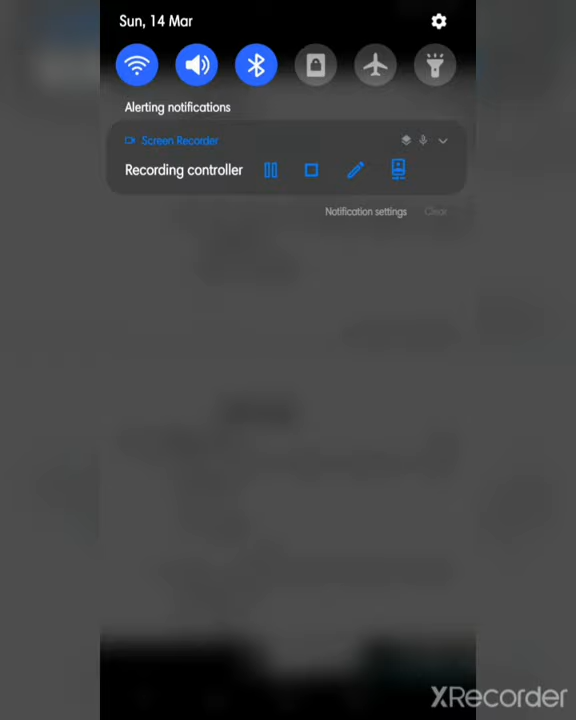 Sun, 14 Mar
Alerting notifications
Screen Recorder
Recording controller
Notification settings
Clear
XRecorder